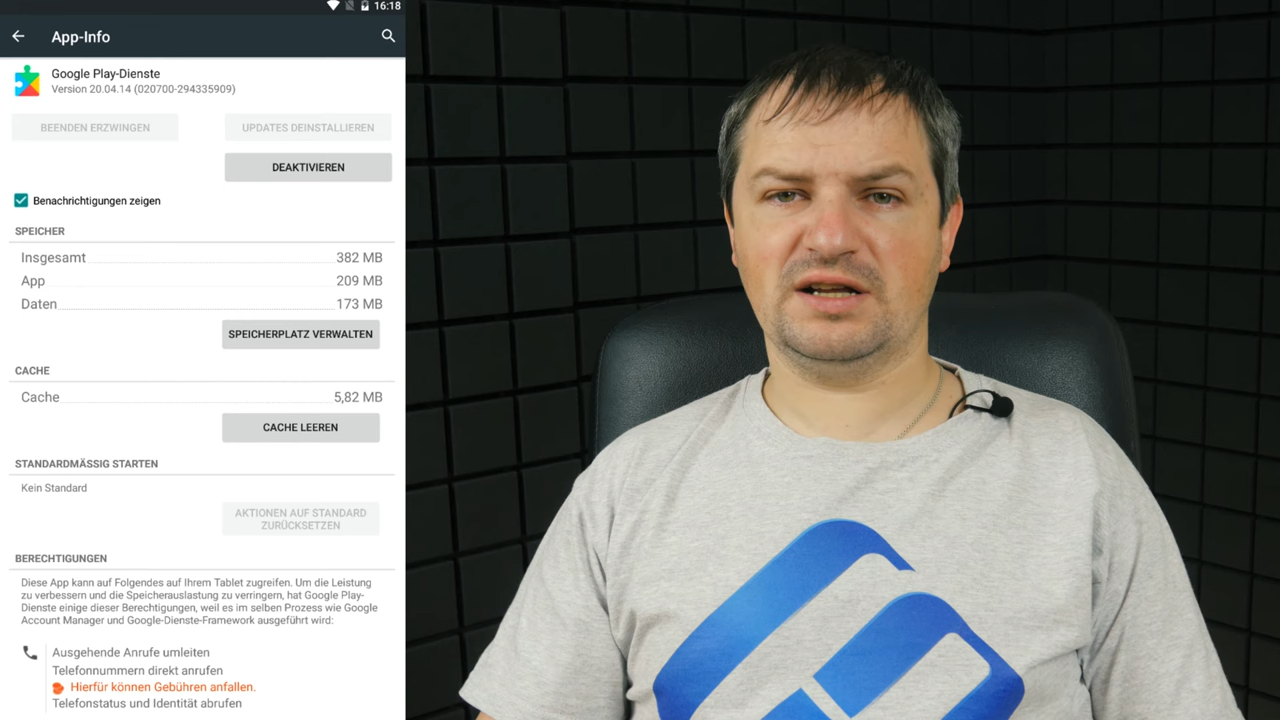 16:18
App-Info
Google Play-Dienste
Version 20.04.14 (020700-294335909)
BEENDEN ERZWINGEN
UPDATES DEINSTALLIEREN
DEAKTIVIEREN
Benachrichtigungen zeigen
SPEICHER
Insgesamt 382 MB
App 209 MB
Daten 173 MB
SPEICHERPLATZ VERWALTEN
CACHE
Cache 5,82 MB
CACHE LEEREN
STANDARDMÄSSIG STARTEN
Kein Standard
AKTIONEN AUF STANDARD
ZURÜCKSETZEN
BERECHTIGUNGEN
Diese App kann auf Folgendes auf Ihrem Tablet zugreifen. Um die Leistung
zu verbessern und die Speicherauslastung zu verringern, hat Google Play-
Dienste einige dieser Berechtigungen, weil es im selben Prozess wie Google
Account Manager und Google-Dienste-Framework ausgeführt wird:
Ausgehende Anrufe umleiten
Telefonnummern direkt anrufen
Hierfür können Gebühren anfallen.
Telefonstatus und Identität abrufen